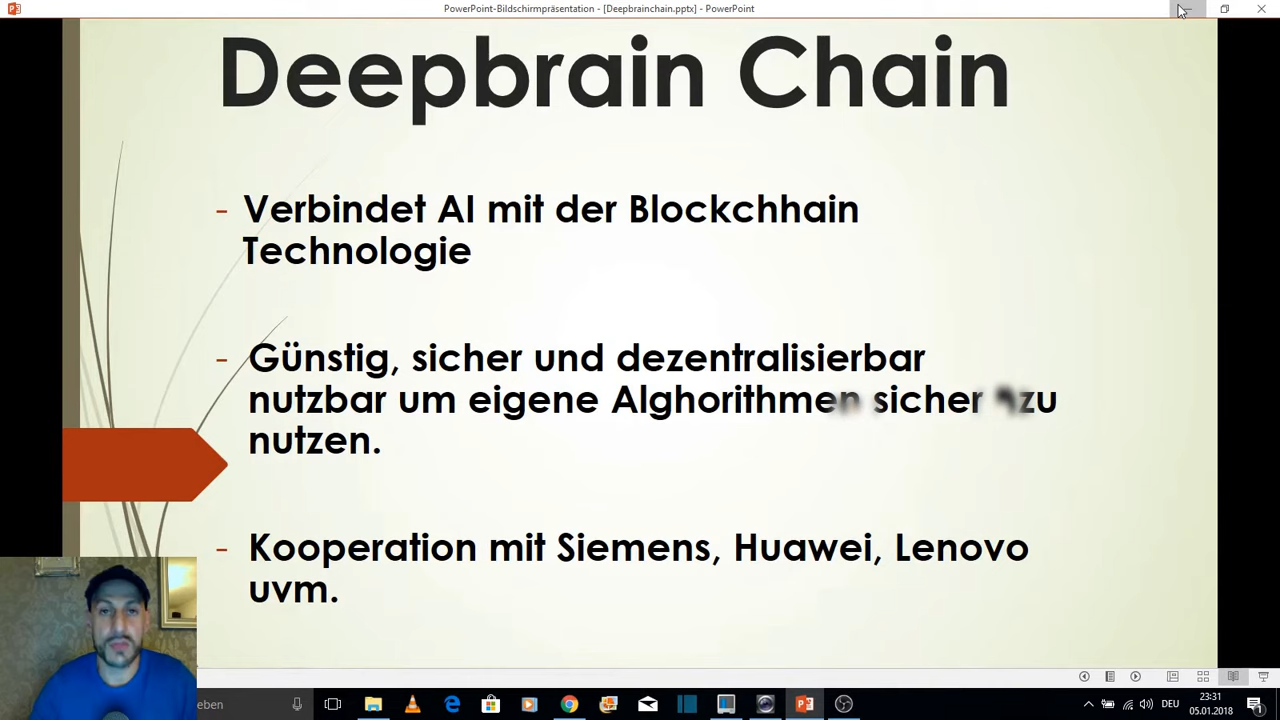 PowerPoint-Bildschirmpräsentation - [Deepbrainchain.pptx] - PowerPoint
Deepbrain Chain
- Verbindet AI mit der Blockchhain
Technologie
- Günstig, sicher und dezentralisierbar
nutzbar um eigene Alghorithmen sicher zu
nutzen.
- Kooperation mit Siemens, Huawei, Lenovo
uvm.
eben
DEU
23:31
05.01.2018